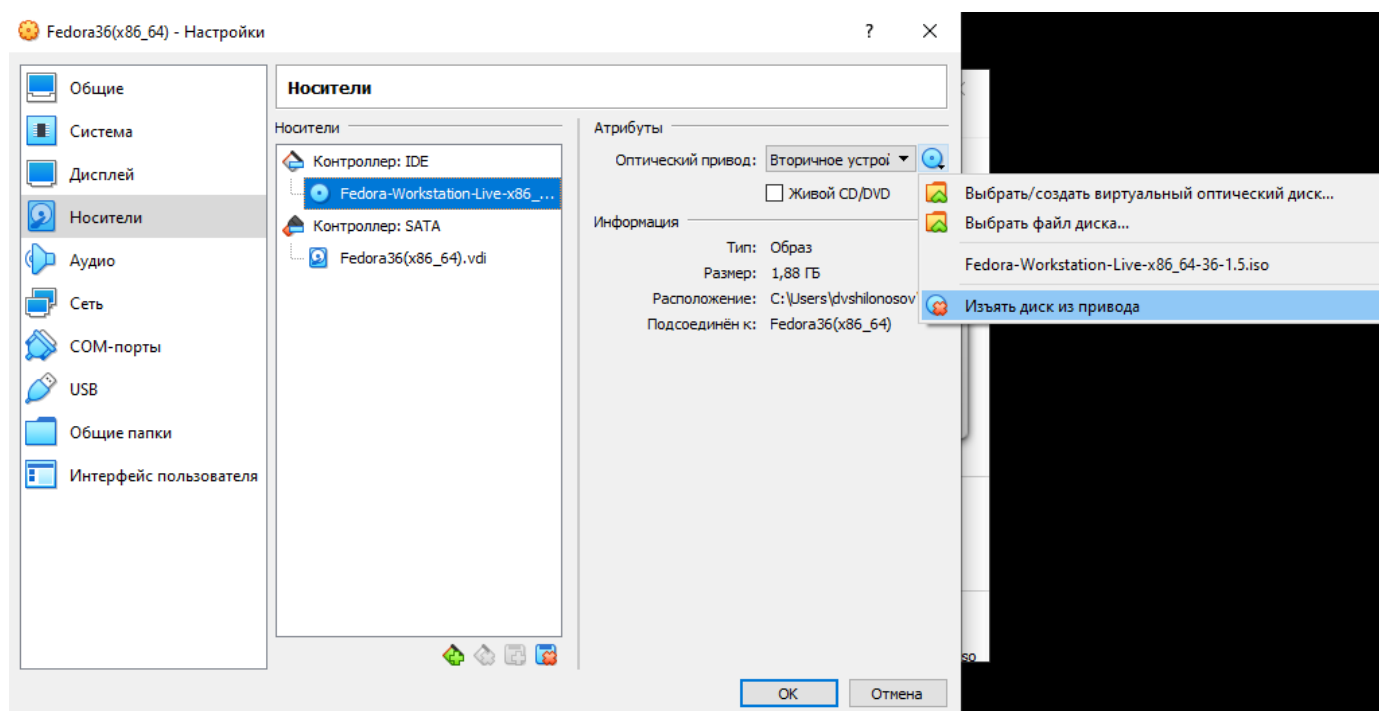 Fedora36(x86_64) - Настройки
?
Общие
Система
Дисплей
Носители
Аудио
Сеть
COM-порты
USB
Общие папки
Интерфейс пользователя
Носители
Носители
Контроллер: IDE
Fedora-Workstation-Live-x86_...
Контроллер: SATA
Fedora36(x86_64).vdi
Атрибуты
Оптический привод: Вторичное устрой
Живой CD/DVD
Информация
Тип: Образ
Размер: 1,88 ГБ
Расположение: C:\Users\dvshilonosov\
Подсоединён к: Fedora36(x86_64)
Выбрать/создать виртуальный оптический диск...
Выбрать файл диска...
Fedora-Workstation-Live-x86_64-36-1.5.iso
Изъять диск из привода
so
OK
Отмена